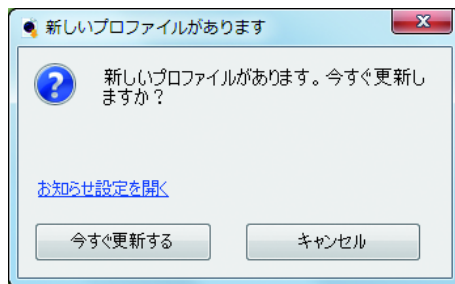 新しいプロファイルがあります
新しいプロファイルがあります。今すぐ更新し
ますか？
お知らせ設定を開く
今すぐ更新する
キャンセル